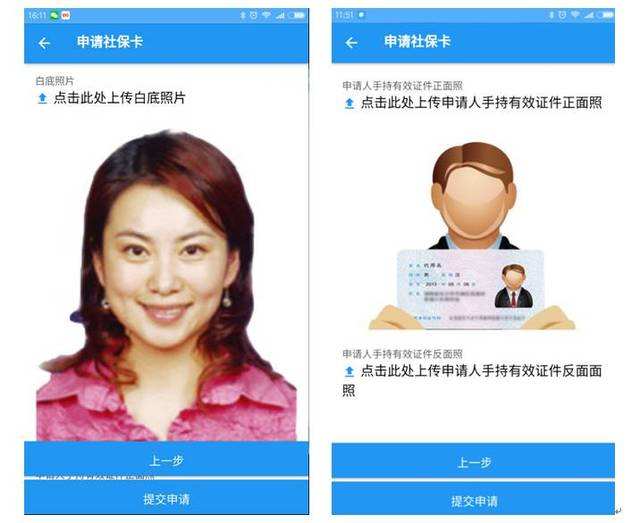 16:11
申请社保卡
白底照片
点击此处上传白底照片
上一步
提交申请
11:51
申请社保卡
申请人手持有效证件正面照
点击此处上传申请人手持有效证件正面照
2013
申请人手持有效证件反面照
点击此处上传申请人手持有效证件反面面
照
上一步
提交申请